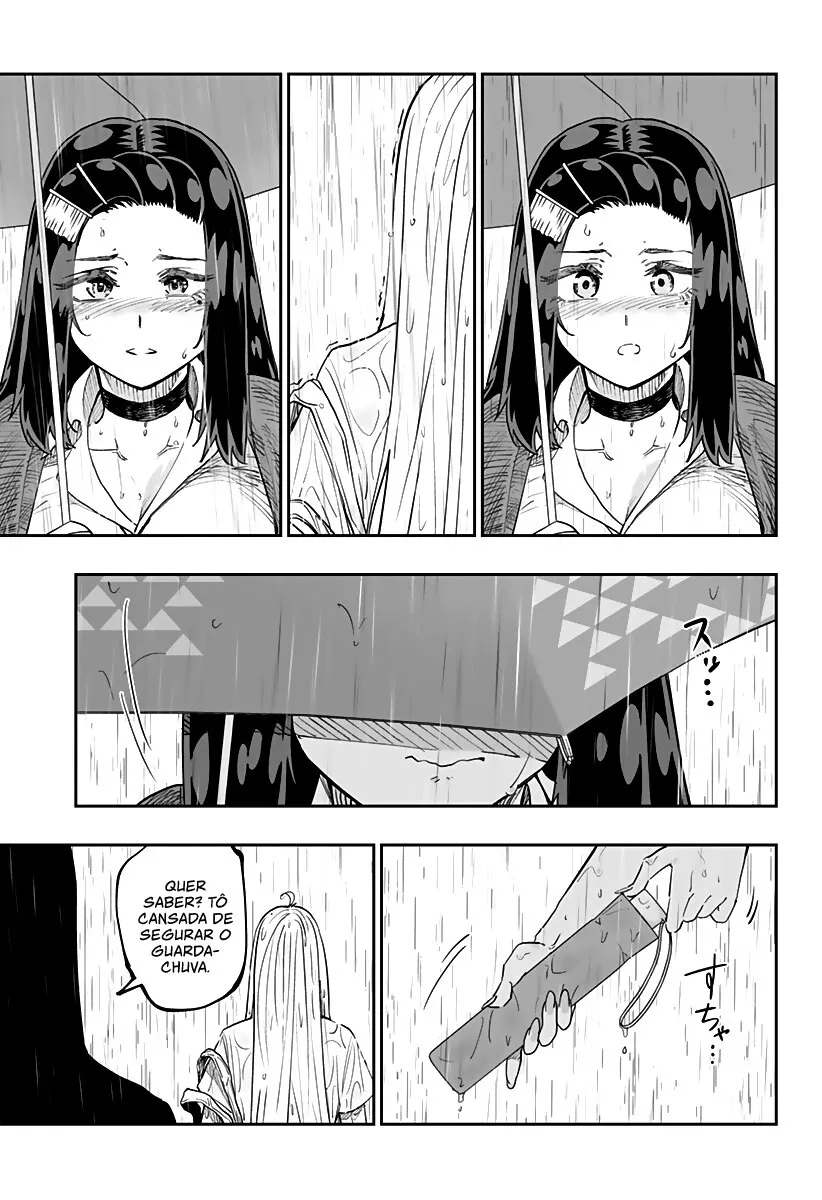 スッ…
すちゃ…
QUER
SABER? TÔ
CANSADA DE
SEGURAR O
GUARDA-
CHUVA.